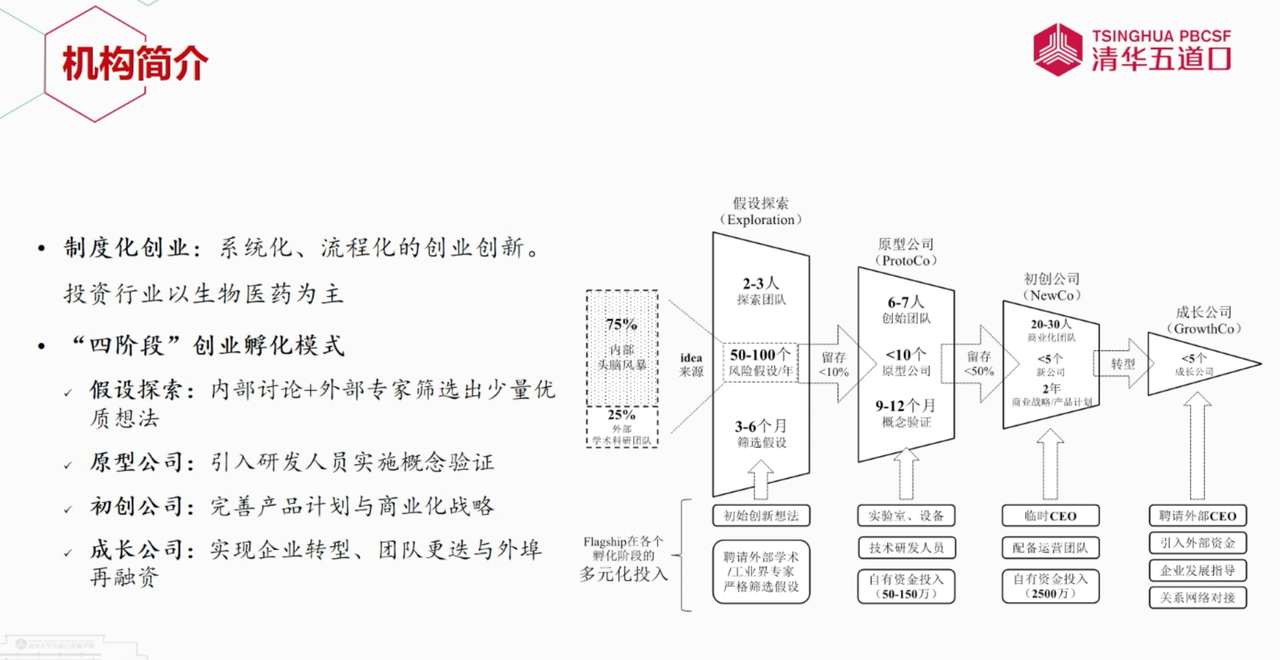 机构简介
TSINGHUA PBCSF
清华五道口
• 制度化创业：系统化、流程化的创业创新。
投资行业以生物医药为主
• “四阶段”创业孵化模式
✓ 假设探索：内部讨论+外部专家筛选出少量优
质想法
✓ 原型公司：引入研发人员实施概念验证
✓ 初创公司：完善产品计划与商业化战略
✓ 成长公司：实现企业转型、团队更迭与外埠
再融资
75%
内部
头脑风暴
25%
外部
学术科研团队
idea
来源
假设探索
（Exploration）
2-3人
探索团队
50-100个
风险假设/年
3-6个月
筛选假设
留存
<10%
原型公司
（ProtoCo）
6-7人
创始团队
<10个
原型公司
9-12个月
概念验证
留存
<50%
初创公司
（NewCo）
20-30人
商业化团队
<5个
新公司
2年
商业战略/产品计划
转型
成长公司
（GrowthCo）
<5个
成长公司
Flagship在各个
孵化阶段的
多元化投入
初始创新想法
聘请外部学术
/工业界专家
严格筛选假设
实验室、设备
技术研发人员
自有资金投入
（50-150万）
临时CEO
配备运营团队
自有资金投入
（2500万）
聘请外部CEO
引入外部资金
企业发展指导
关系网络对接